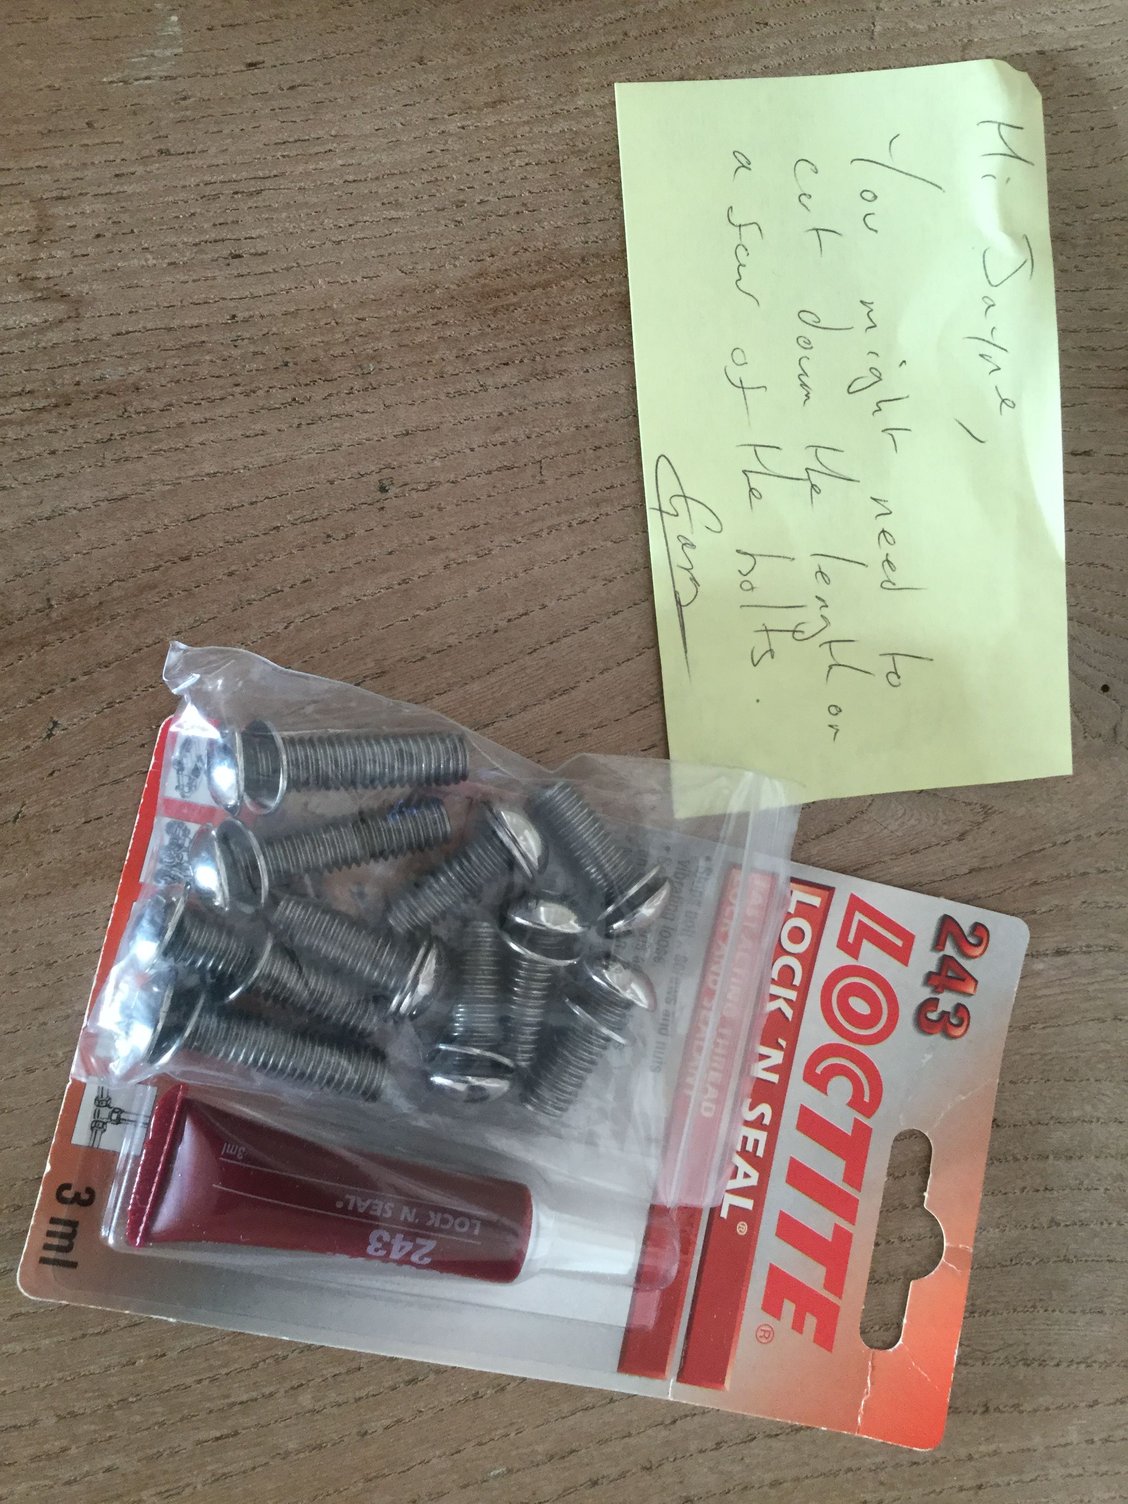 Hi Jayne,
You might need to
cut down the length on
a few of the bolts.
243
LOCTITE®
LOCK 'N SEAL®
3 ml
243
LOCK 'N SEAL®
3ml